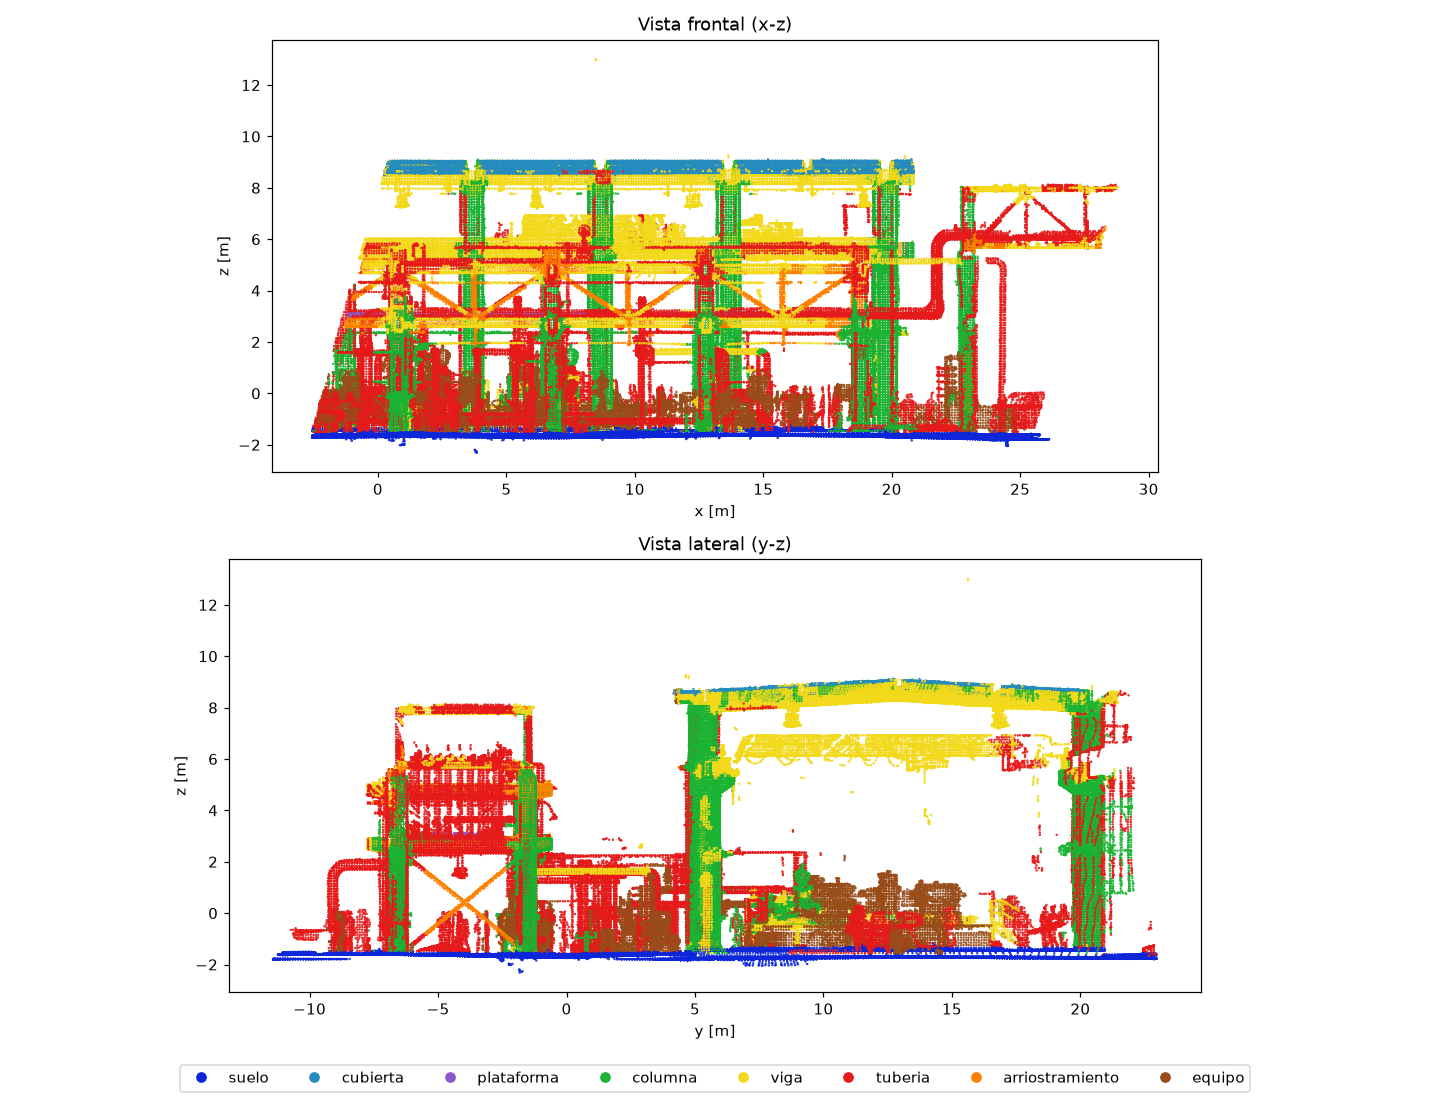 Vista frontal (x-z)
12
10
8
6
4
2
0
−2
z [m]
0 5 10 15 20 25 30
x [m]
Vista lateral (y-z)
12
10
8
6
4
2
0
−2
z [m]
−10 −5 0 5 10 15 20
y [m]
suelo cubierta plataforma columna viga tuberia arriostramiento equipo